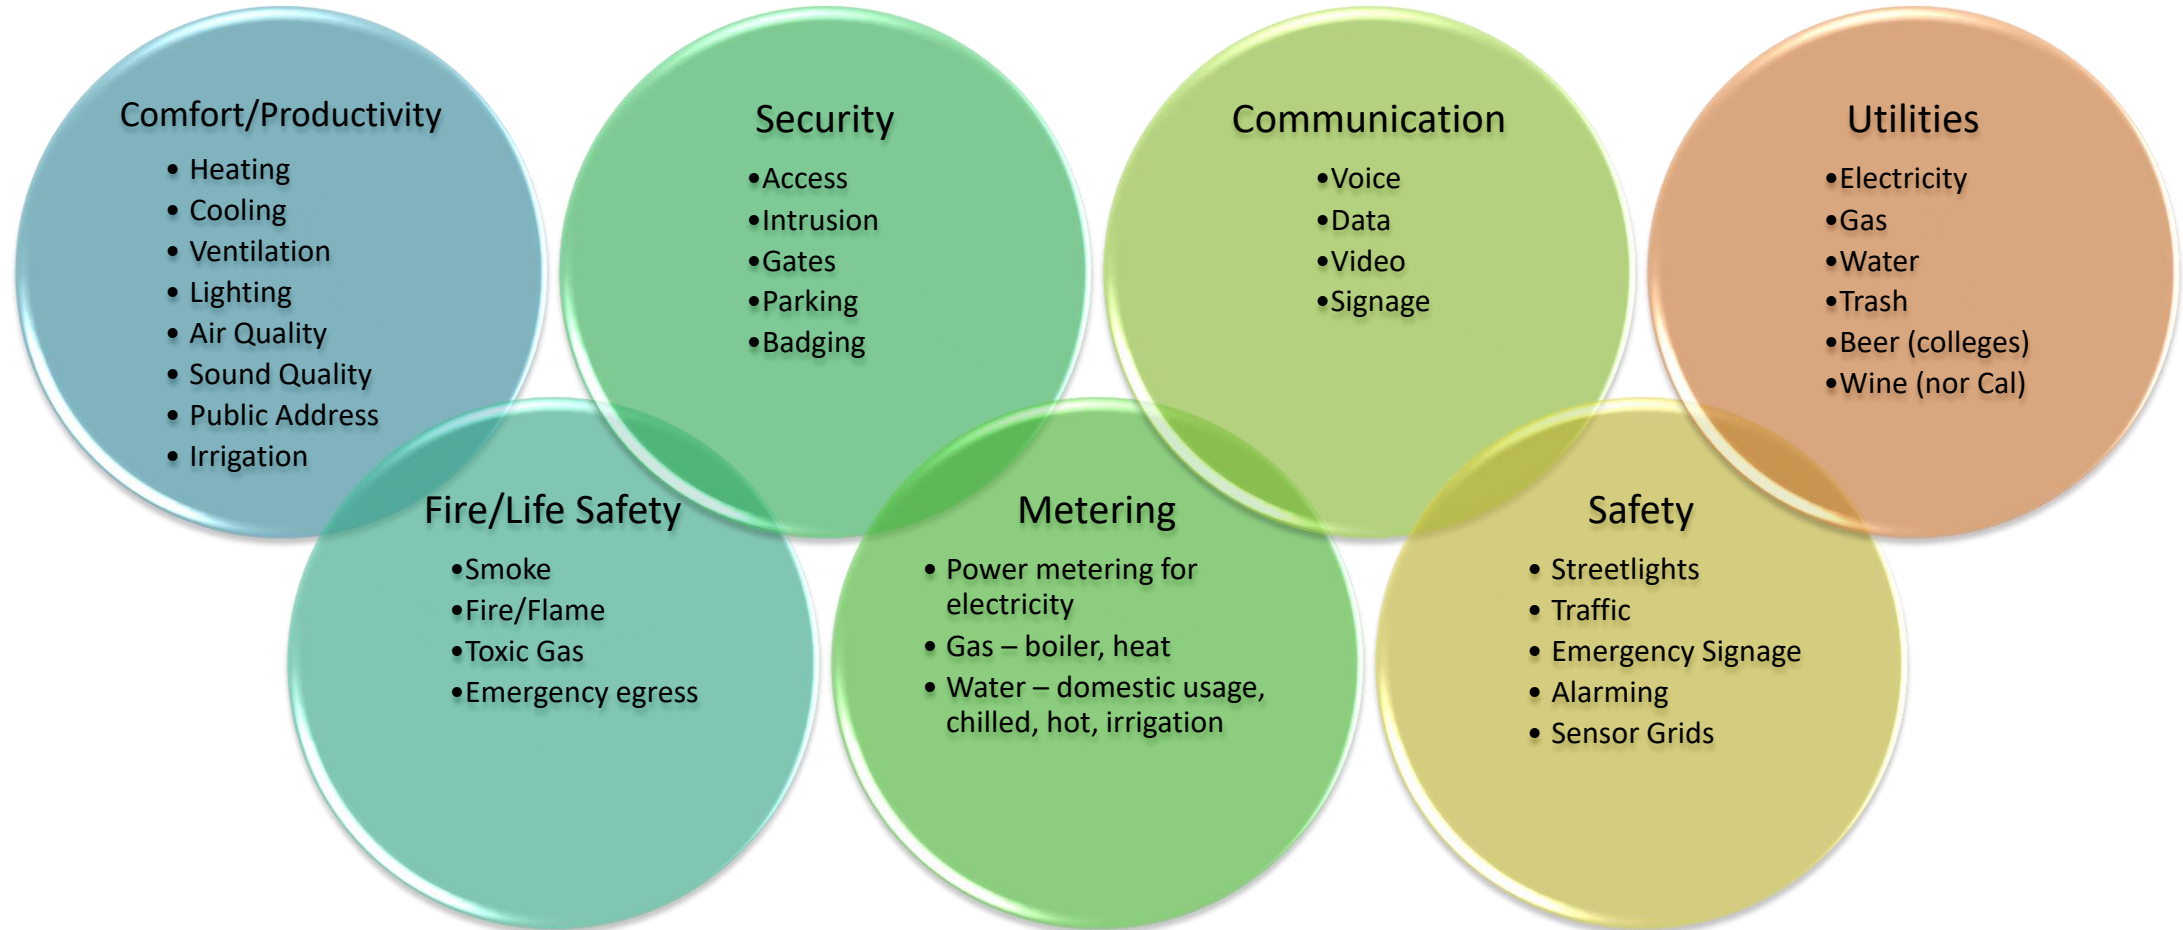 Comfort/Productivity
• Heating
• Cooling
• Ventilation
• Lighting
• Air Quality
• Sound Quality
• Public Address
• Irrigation
Fire/Life Safety
•Smoke
•Fire/Flame
•Toxic Gas
•Emergency egress
Security
•Access
•Intrusion
•Gates
•Parking
•Badging
Metering
• Power metering for
electricity
• Gas – boiler, heat
• Water – domestic usage,
chilled, hot, irrigation
Communication
•Voice
•Data
•Video
•Signage
Safety
• Streetlights
• Traffic
• Emergency Signage
• Alarming
• Sensor Grids
Utilities
•Electricity
•Gas
•Water
•Trash
•Beer (colleges)
•Wine (nor Cal)